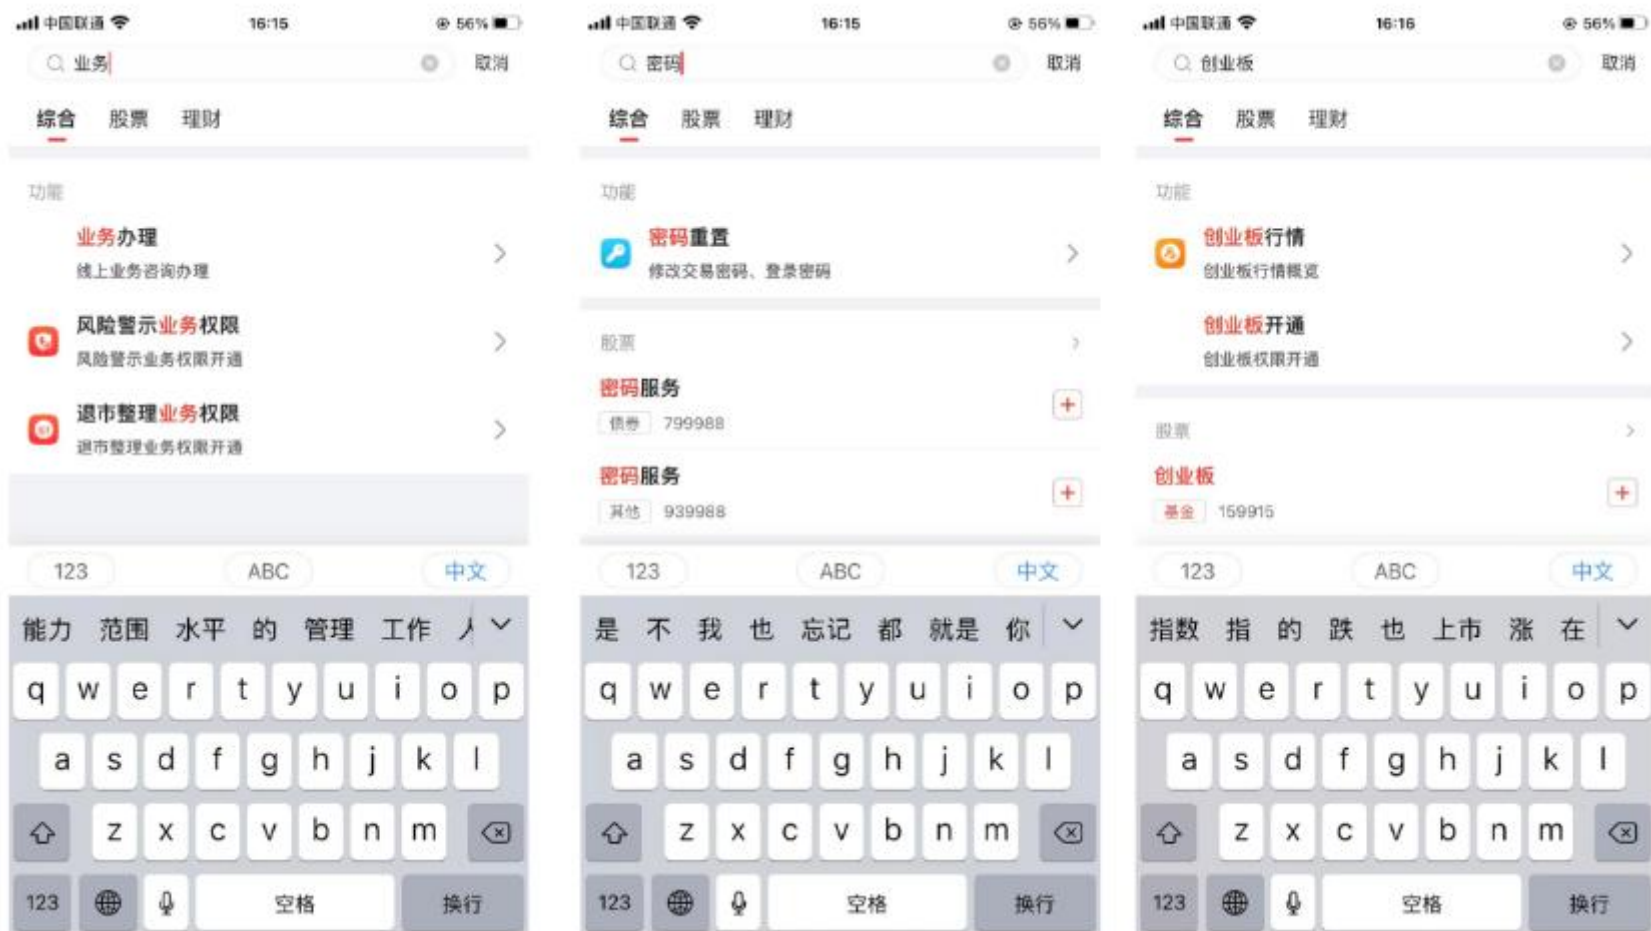 中国联通 16:15 56%
业务 取消
综合 股票 理财
功能
业务办理
线上业务咨询办理
风险警示业务权限
风险警示业务权限开通
退市整理业务权限
退市整理业务权限开通
123 ABC 中文
能力 范围 水平 的 管理 工作
q w e r t y u i o p
a s d f g h j k l
z x c v b n m
123 空格 换行
中国联通 16:15 56%
密码 取消
综合 股票 理财
功能
密码重置
修改交易密码、登录密码
股票
密码服务
债券 799988
密码服务
其他 939988
123 ABC 中文
是 不 我 也 忘记 都 就是 你
q w e r t y u i o p
a s d f g h j k l
z x c v b n m
123 空格 换行
中国联通 16:16 56%
创业板 取消
综合 股票 理财
功能
创业板行情
创业板行情概览
创业板开通
创业板权限开通
股票
创业板
基金 159915
123 ABC 中文
指数 指 的 跌 也 上市 涨 在
q w e r t y u i o p
a s d f g h j k l
z x c v b n m
123 空格 换行